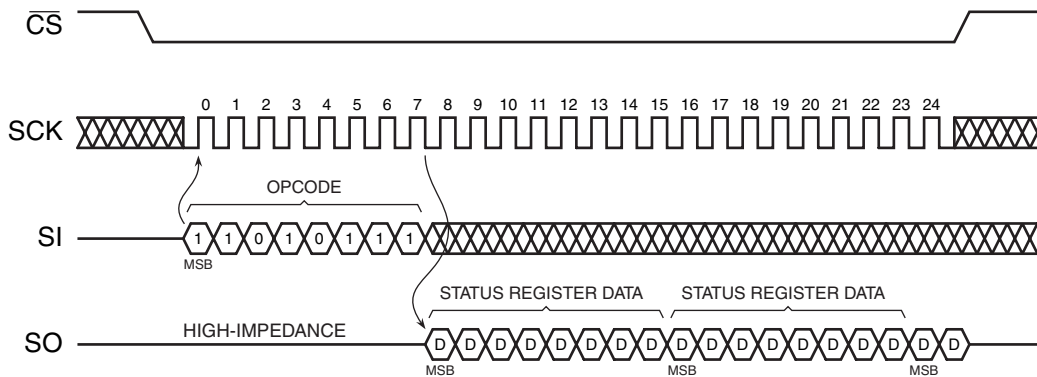 CS
SCK
0 1 2 3 4 5 6 7 8 9 10 11 12 13 14 15 16 17 18 19 20 21 22 23 24
OPCODE
SI
1 1 0 1 0 1 1 1
MSB
STATUS REGISTER DATA STATUS REGISTER DATA
HIGH-IMPEDANCE
SO
D D D D D D D D D D D D D D D D D D
MSB MSB MSB